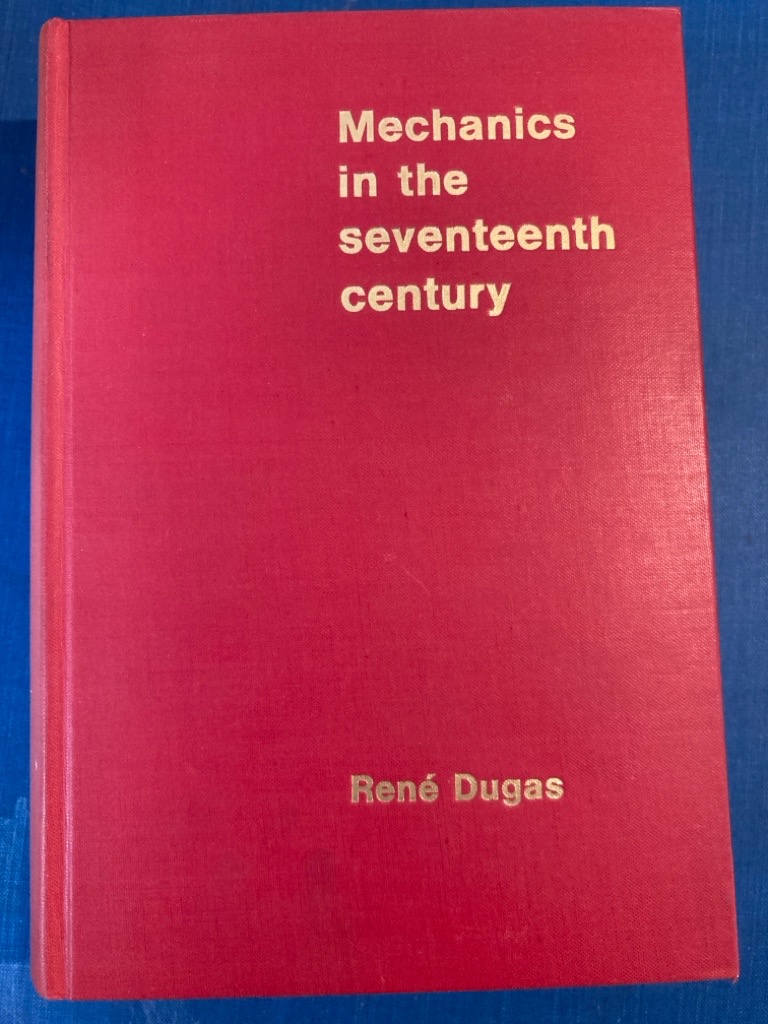 Mechanics
in the
seventeenth
century
René Dugas